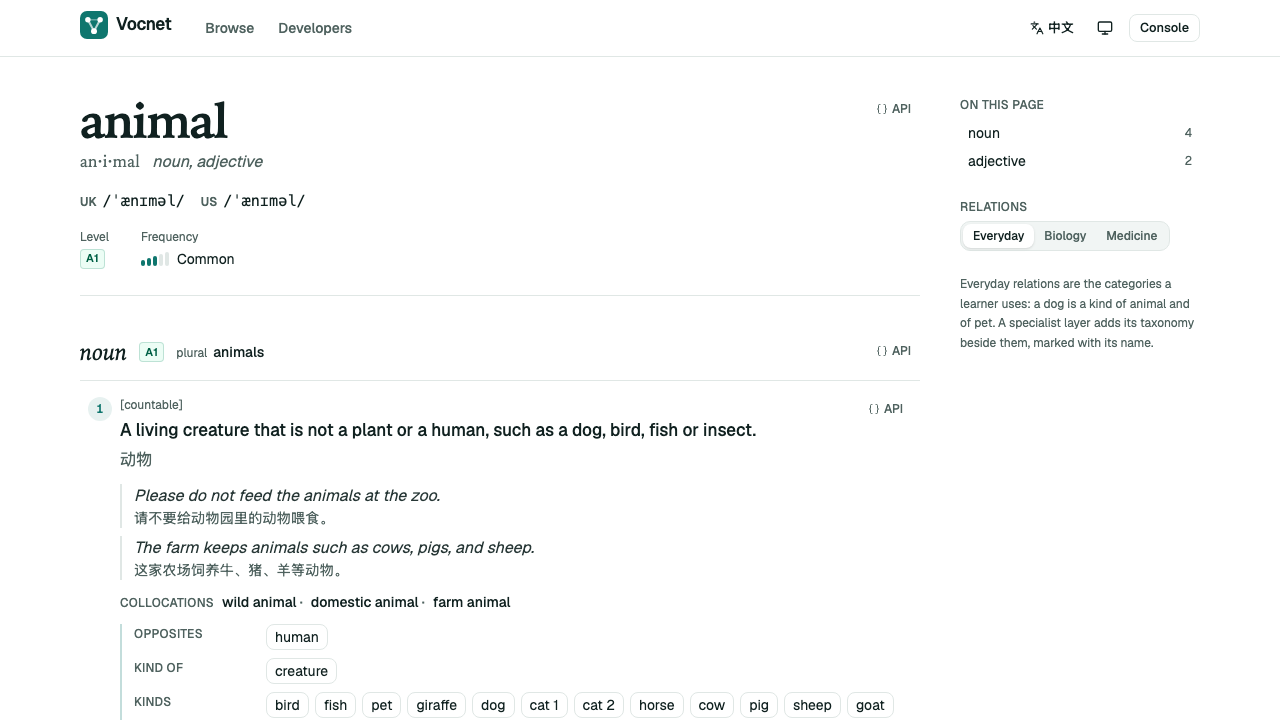 Vocnet
Browse
Developers
中文
Console
animal
{} API
an·i·mal noun, adjective
UK /ˈænɪməl/ US /ˈænɪməl/
Level
Frequency
A1
Common
noun A1 plural animals
{} API
1
[countable]
{} API
A living creature that is not a plant or a human, such as a dog, bird, fish or insect.
动物
Please do not feed the animals at the zoo.
请不要给动物园里的动物喂食。
The farm keeps animals such as cows, pigs, and sheep.
这家农场饲养牛、猪、羊等动物。
COLLOCATIONS wild animal · domestic animal · farm animal
OPPOSITES human
KIND OF creature
KINDS bird fish pet giraffe dog cat 1 cat 2 horse cow pig sheep goat
ON THIS PAGE
noun 4
adjective 2
RELATIONS
Everyday Biology Medicine
Everyday relations are the categories a
learner uses: a dog is a kind of animal and
of pet. A specialist layer adds its taxonomy
beside them, marked with its name.